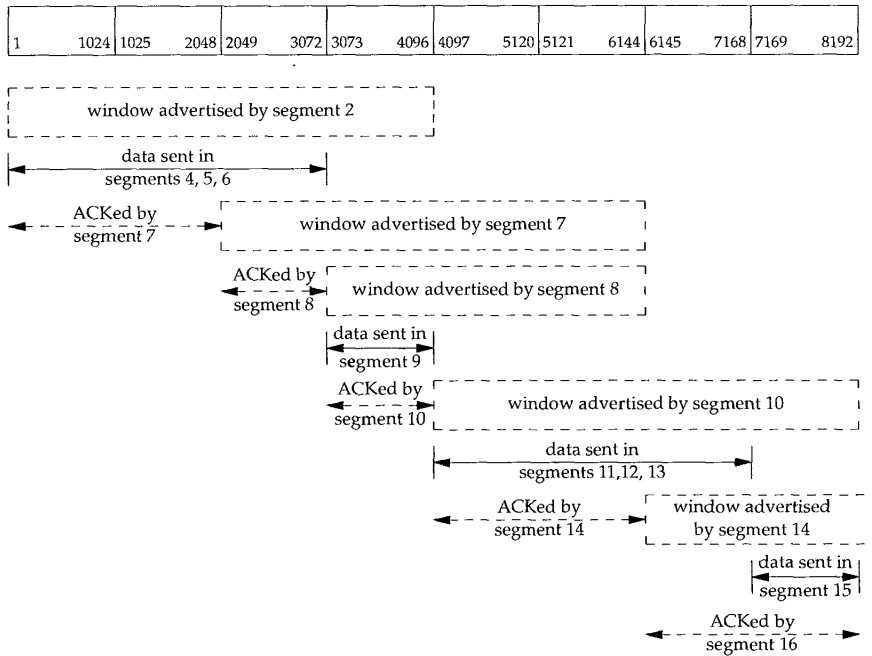 1 1024 1025 2048 2049 3072 3073 4096 4097 5120 5121 6144 6145 7168 7169 8192
window advertised by segment 2
data sent in
segments 4, 5, 6
ACKed by
segment 7
window advertised by segment 7
ACKed by
segment 8
window advertised by segment 8
data sent in
segment 9
ACKed by
segment 10
window advertised by segment 10
data sent in
segments 11,12, 13
ACKed by
segment 14
window advertised
by segment 14
data sent in
segment 15
ACKed by
segment 16